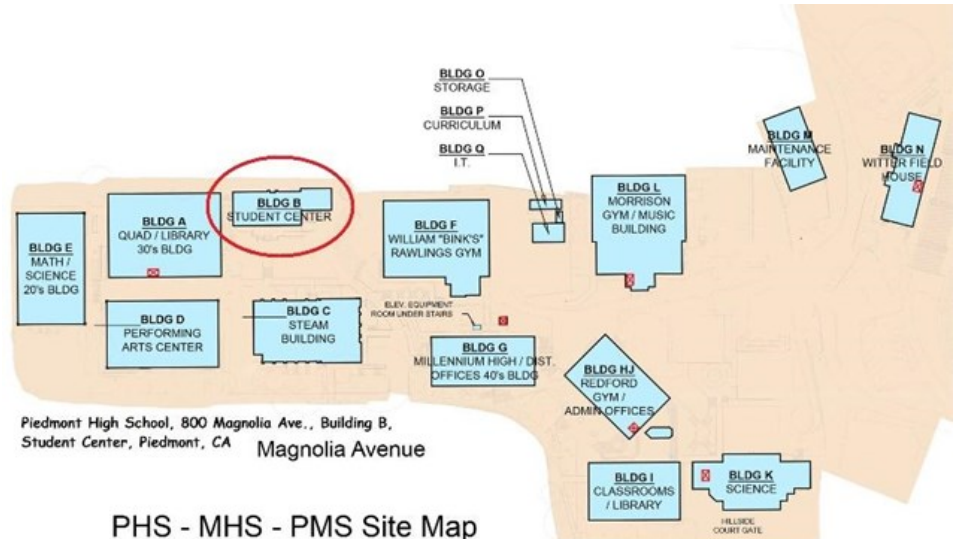 BLDG O
STORAGE
BLDG P
CURRICULUM
BLDG Q
I.T.
BLDG M
MAINTENANCE
FACILITY
BLDG N
WITTER FIELD
HOUSE
BLDG L
MORRISON
GYM / MUSIC
BUILDING
BLDG B
STUDENT CENTER
BLDG A
QUAD / LIBRARY
30's BLDG
BLDG F
WILLIAM "BINK'S"
RAWLINGS GYM
BLDG E
MATH /
SCIENCE
20's BLDG
BLDG D
PERFORMING
ARTS CENTER
BLDG C
STEAM
BUILDING
ELEV. EQUIPMENT
ROOM UNDER STAIRS
BLDG G
MILLENNIUM HIGH / DIST.
OFFICES 40's BLDG
BLDG HJ
REDFORD
GYM /
ADMIN OFFICES
Piedmont High School, 800 Magnolia Ave., Building B,
Student Center, Piedmont, CA
Magnolia Avenue
BLDG I
CLASSROOMS
/ LIBRARY
BLDG K
SCIENCE
HILLSIDE
COURT GATE
PHS - MHS - PMS Site Map